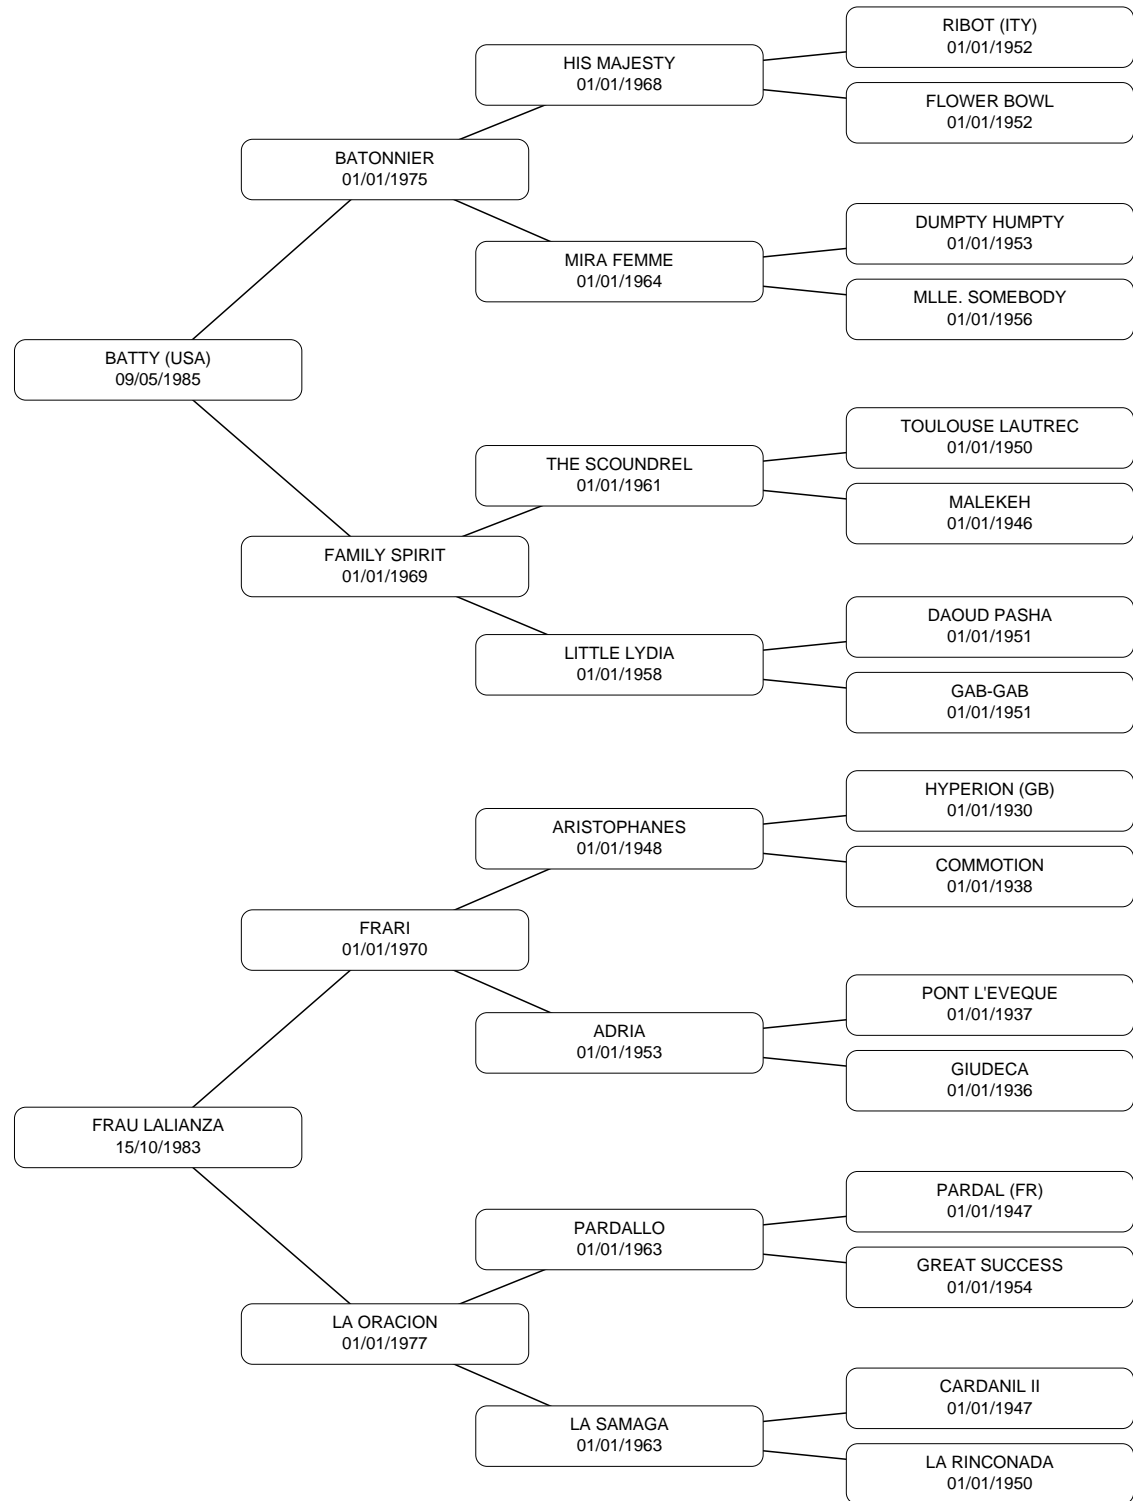 RIBOT (ITY)
01/01/1952
HIS MAJESTY
01/01/1968
FLOWER BOWL
01/01/1952
BATONNIER
01/01/1975
DUMPTY HUMPTY
01/01/1953
MIRA FEMME
01/01/1964
MLLE. SOMEBODY
01/01/1956
BATTY (USA)
09/05/1985
TOULOUSE LAUTREC
01/01/1950
THE SCOUNDREL
01/01/1961
MALEKEH
01/01/1946
FAMILY SPIRIT
01/01/1969
DAOUD PASHA
01/01/1951
LITTLE LYDIA
01/01/1958
GAB-GAB
01/01/1951
HYPERION (GB)
01/01/1930
ARISTOPHANES
01/01/1948
COMMOTION
01/01/1938
FRARI
01/01/1970
PONT L'EVEQUE
01/01/1937
ADRIA
01/01/1953
GIUDECA
01/01/1936
FRAU LALIANZA
15/10/1983
PARDAL (FR)
01/01/1947
PARDALLO
01/01/1963
GREAT SUCCESS
01/01/1954
LA ORACION
01/01/1977
CARDANIL II
01/01/1947
LA SAMAGA
01/01/1963
LA RINCONADA
01/01/1950